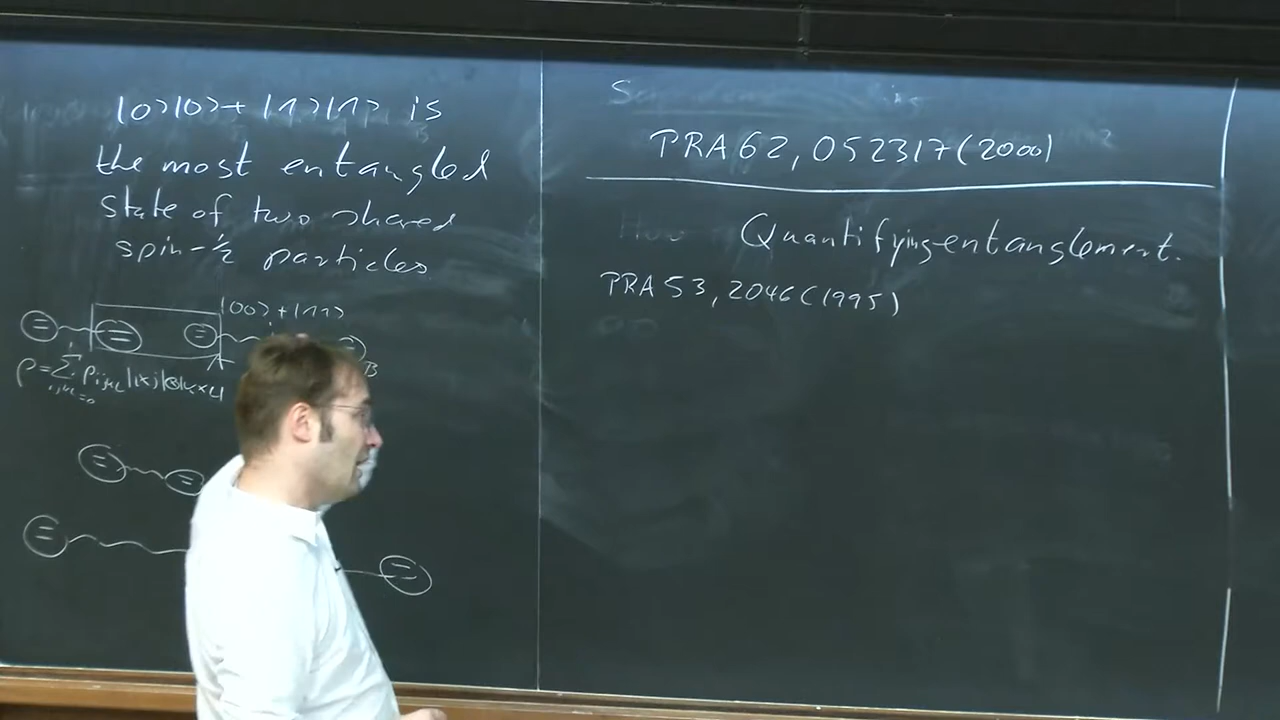 |0>|0> + |1>|1> is
the most entangled
state of two shared
spin-1/2 particles
|00> + |11>
B
PRA 62, 052317 (2000)
Quantifying entanglement.
PRA 53, 2046 (1995)